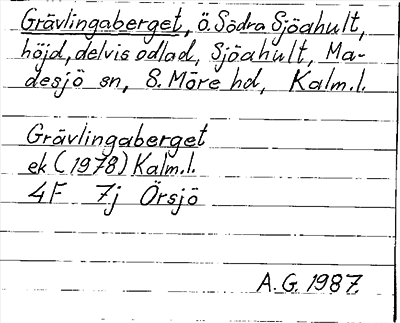 Grävlingaberget, ö. Södra Sjöahult,
höjd, delvis odlad, Sjöahult, Ma-
desjö sn, S. Möre hd, Kalm.l.
Grävlingaberget
ek (1978) Kalm.l.
4F 7j Örsjö
A.G. 1987